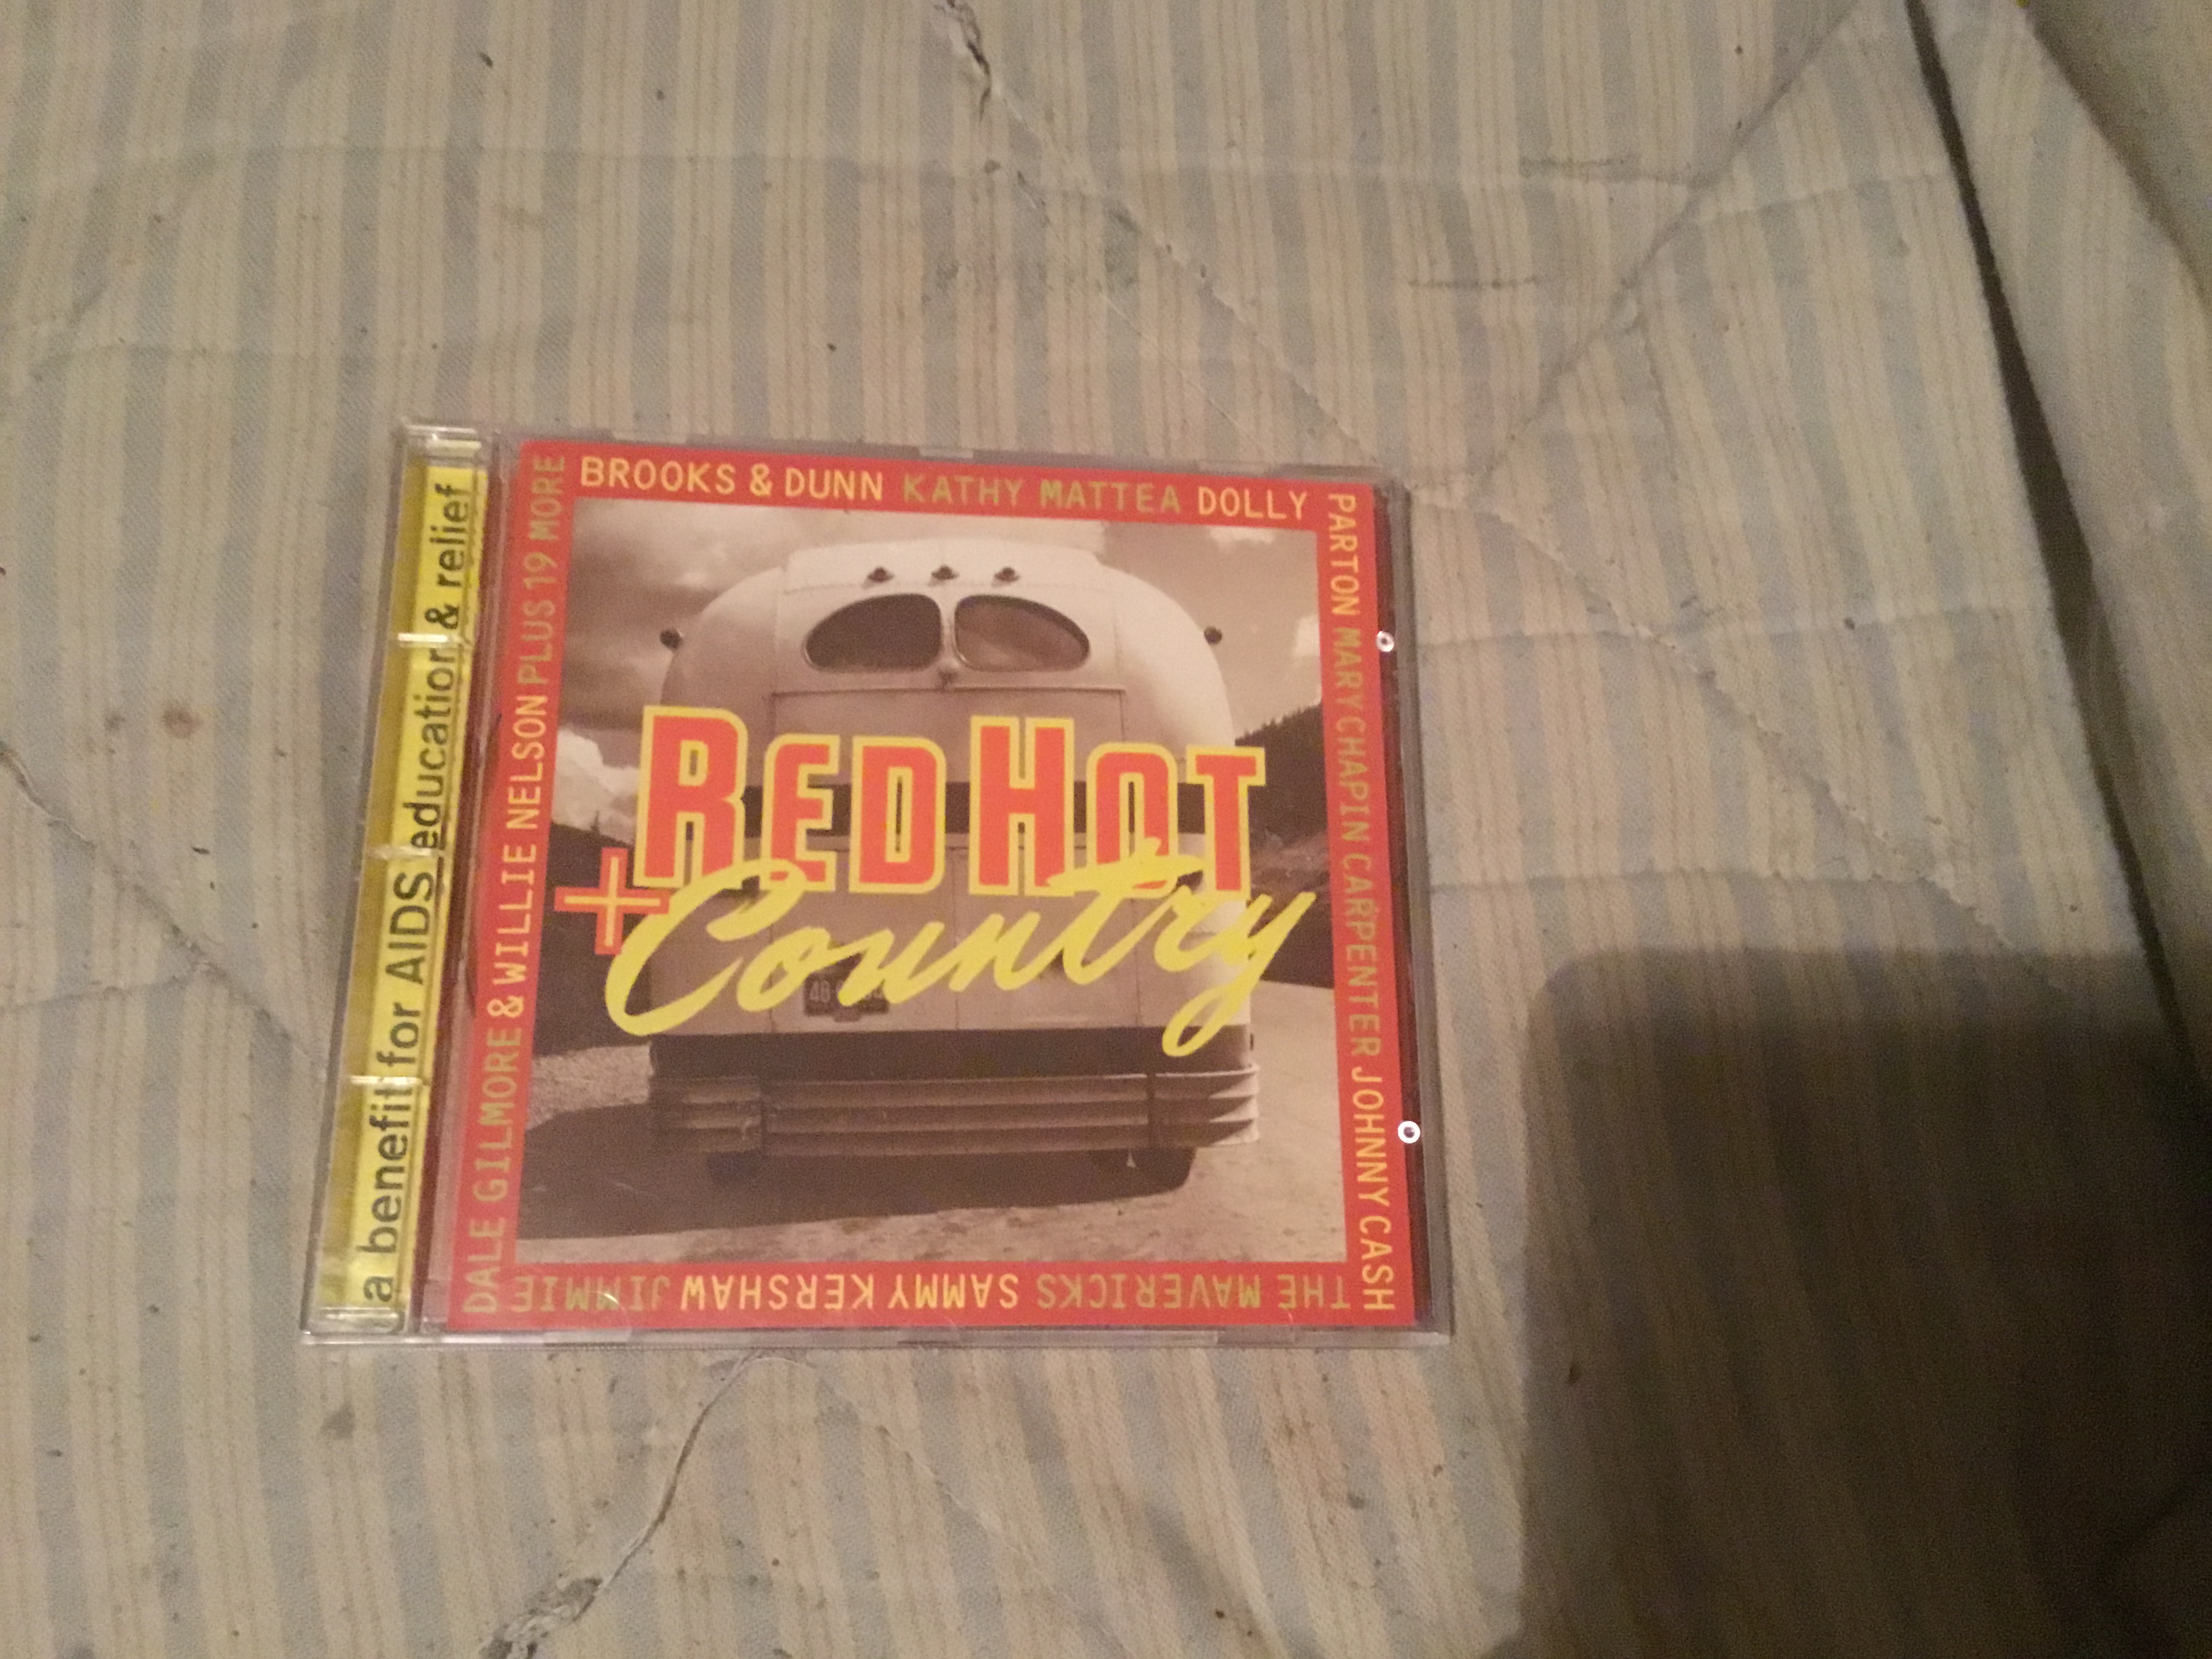 a benefit for AIDS education & relief
BROOKS & DUNN KATHY MATTEA DOLLY
PARTON MARY CHAPIN CARPENTER JOHNNY CASH
THE MAVERICKS SAMMY KERSHAW JIMMIE
DALE GILMORE & WILLIE NELSON PLUS 19 MORE
RED HOT
+ Country